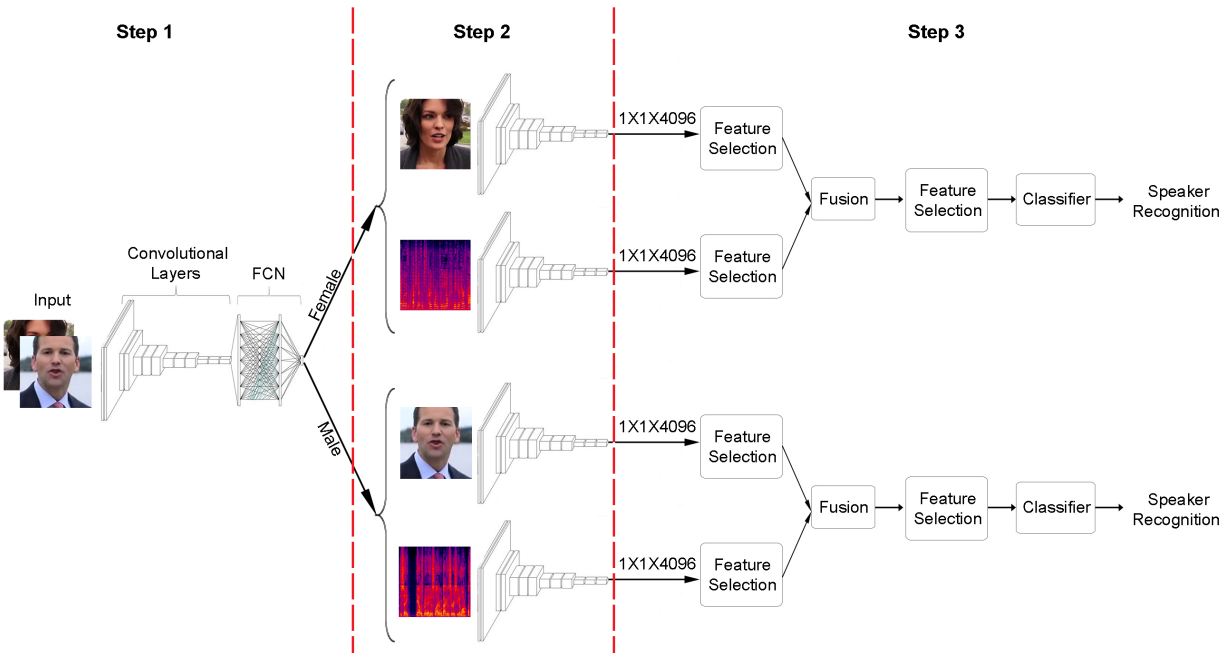 Step 1
Step 2
Step 3
Input
Convolutional
Layers
FCN
Female
Male
1X1X4096
Feature
Selection
1X1X4096
Feature
Selection
Fusion
Feature
Selection
Classifier
Speaker
Recognition
1X1X4096
Feature
Selection
1X1X4096
Feature
Selection
Fusion
Feature
Selection
Classifier
Speaker
Recognition